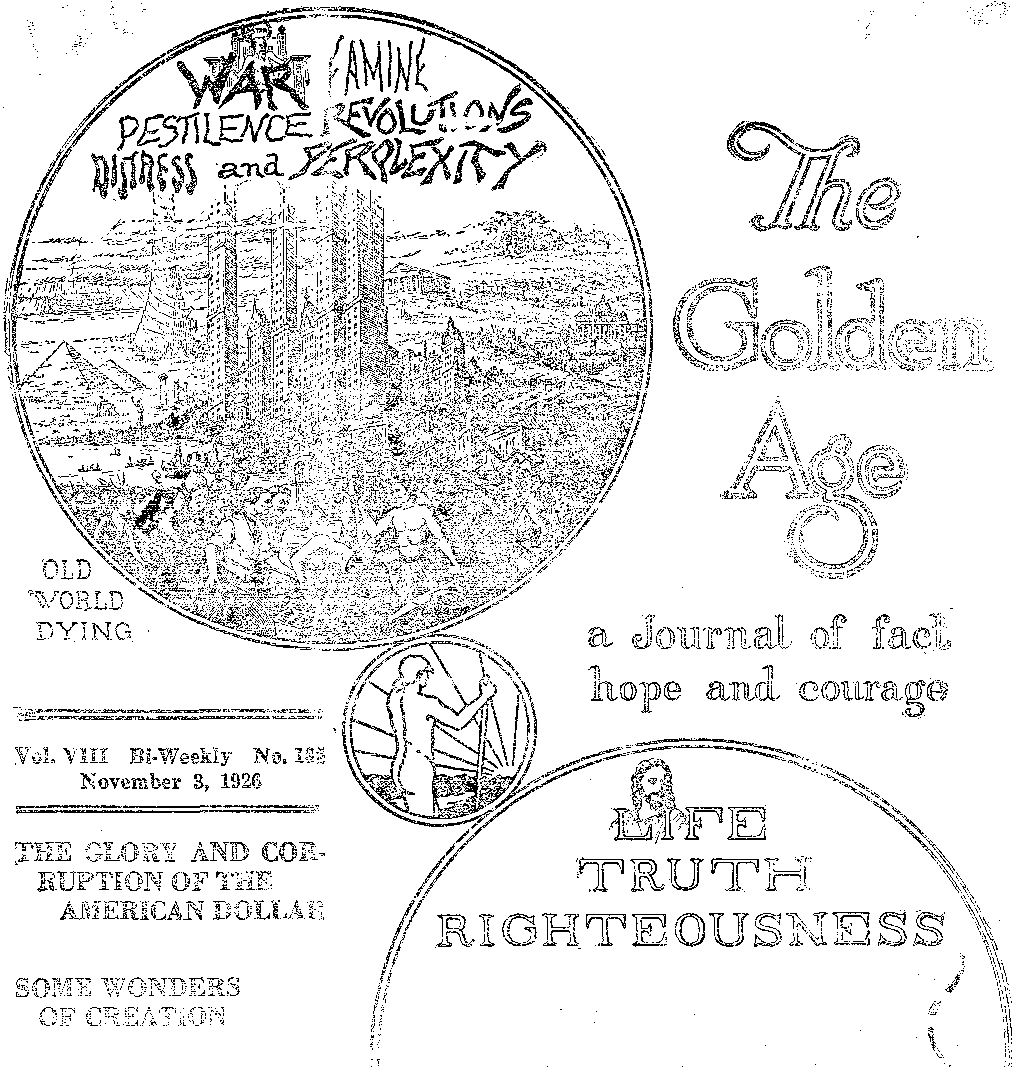 WAR FAMINE
PESTILENCE REVOLUTIONS
DISTRESS and PERPLEXITY
The
Golden
Age
OLD
WORLD
DYING
a Journal of fact
hope and courage
Vol. VIII Bi-Weekly No.
November 3, 1926
THE GLORY AND COR-
RUPTION OF THE
AMERICAN DOLLAR
SOME WONDERS
OF CREATION
LIFE
TRUTH
RIGHTEOUSNESS